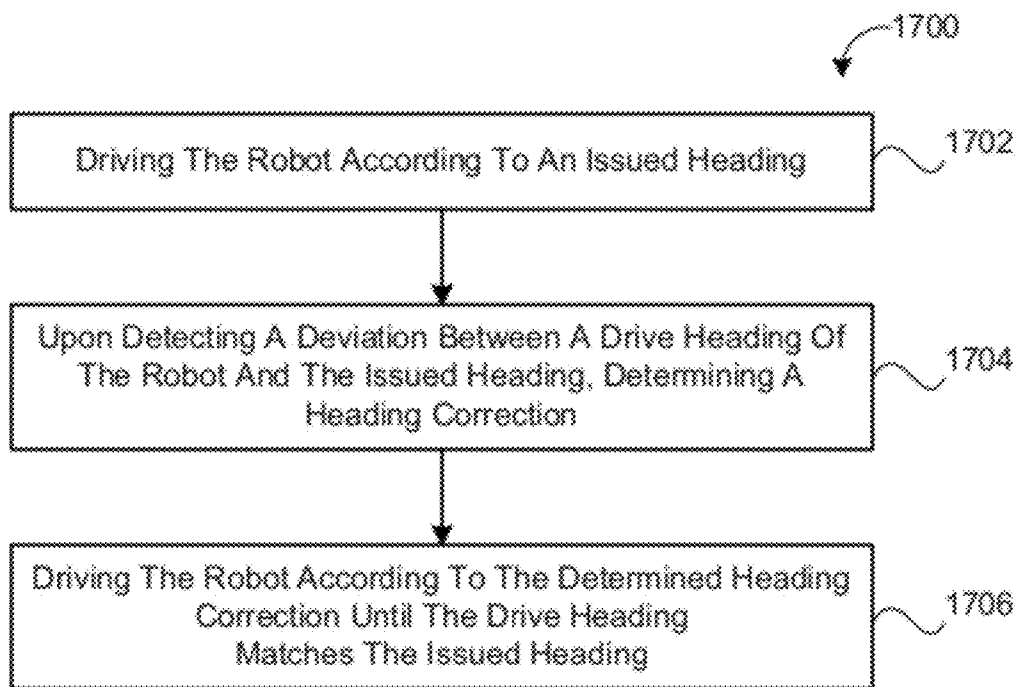 1700
Driving The Robot According To An Issued Heading
1702
Upon Detecting A Deviation Between A Drive Heading Of
The Robot And The Issued Heading, Determining A
Heading Correction
1704
Driving The Robot According To The Determined Heading
Correction Until The Drive Heading
Matches The Issued Heading
1706